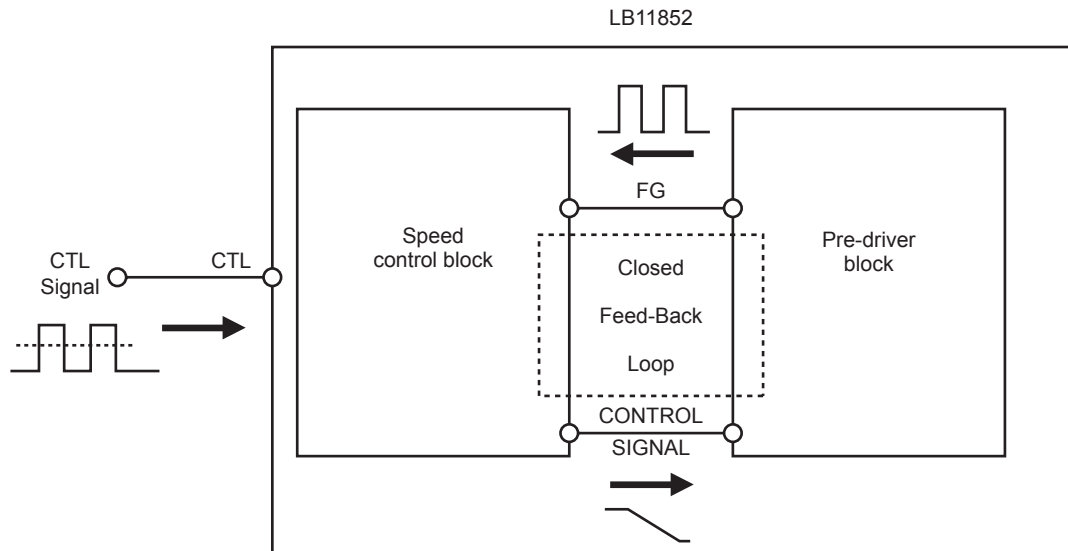 LB11852
FG
Speed
control block
Pre-driver
block
CTL
Signal
CTL
Closed
Feed-Back
Loop
CONTROL
SIGNAL